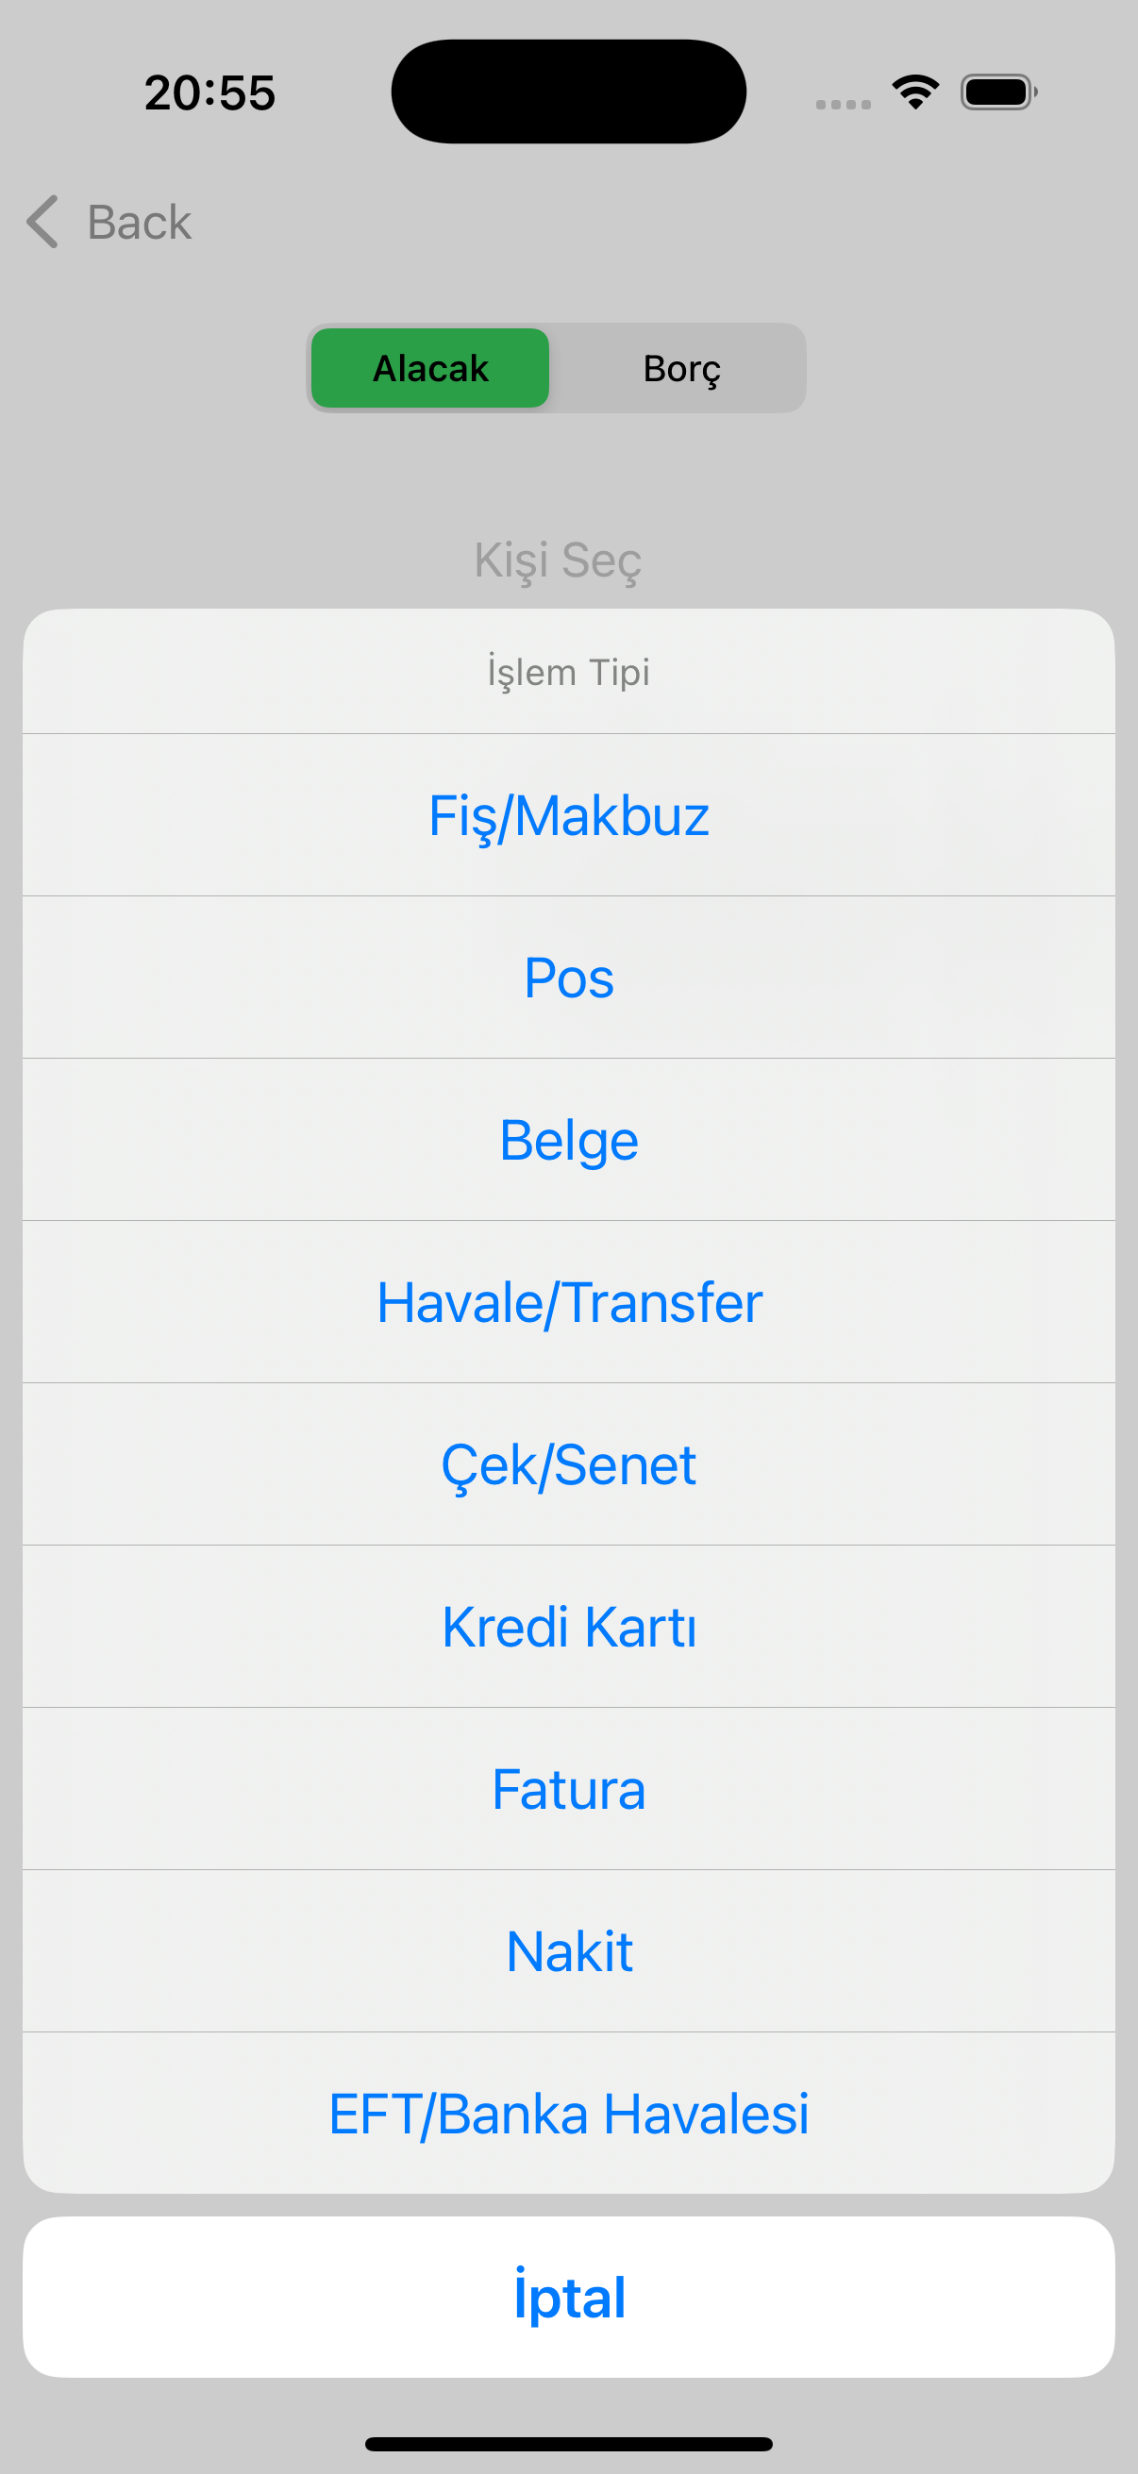 20:55
Back
Alacak
Borç
Kişi Seç
İşlem Tipi
Fiş/Makbuz
Pos
Belge
Havale/Transfer
Çek/Senet
Kredi Kartı
Fatura
Nakit
EFT/Banka Havalesi
İptal